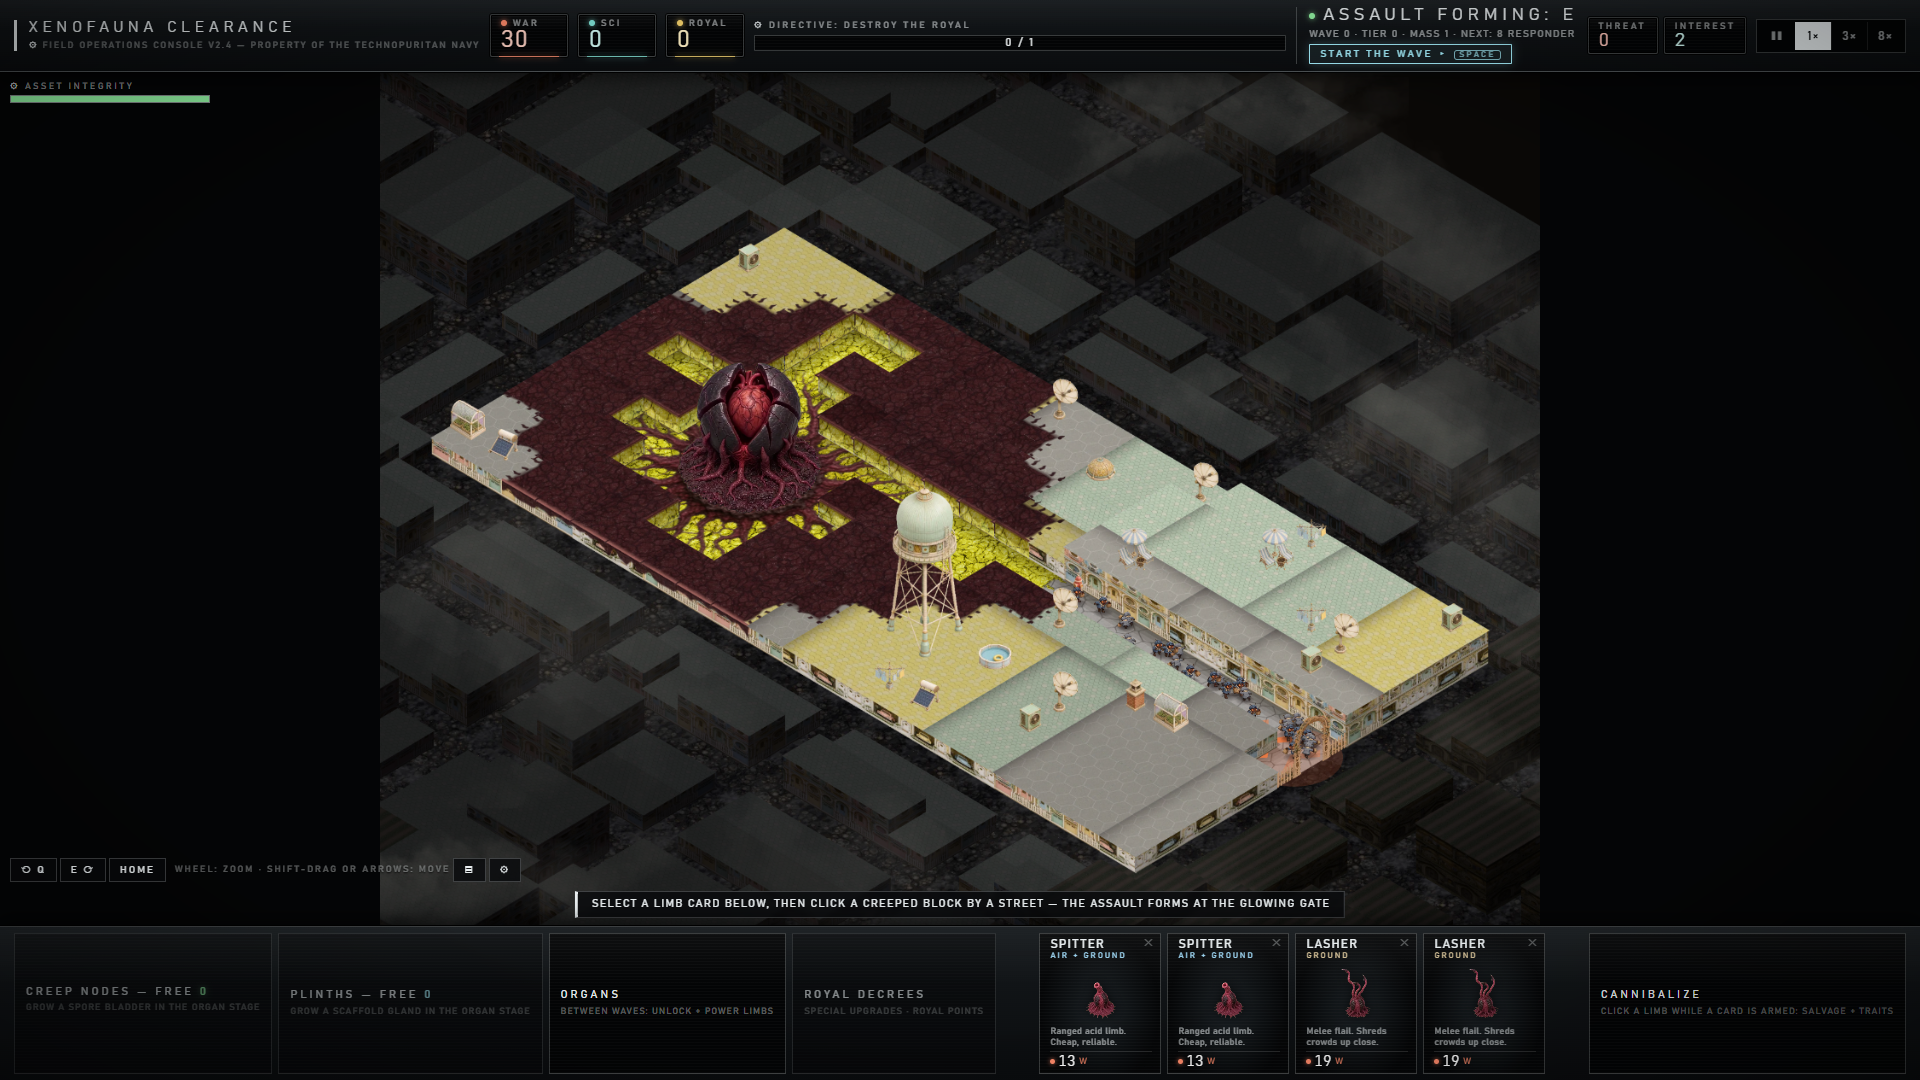 XENOFAUNA CLEARANCE
FIELD OPERATIONS CONSOLE V2.4 — PROPERTY OF THE TECHNOPURITAN NAVY
WAR
30
SCI
0
ROYAL
0
DIRECTIVE: DESTROY THE ROYAL
0 / 1
ASSAULT FORMING: E
WAVE 0 · TIER 0 · MASS 1 · NEXT: 8 RESPONDER
START THE WAVE ▸ SPACE
THREAT
0
INTEREST
2
1×
3×
8×
ASSET INTEGRITY
Q
E
HOME
WHEEL: ZOOM · SHIFT-DRAG OR ARROWS: MOVE
SELECT A LIMB CARD BELOW, THEN CLICK A CREEPED BLOCK BY A STREET — THE ASSAULT FORMS AT THE GLOWING GATE
CREEP NODES — FREE 0
GROW A SPORE BLADDER IN THE ORGAN STAGE
PLINTHS — FREE 0
GROW A SCAFFOLD GLAND IN THE ORGAN STAGE
ORGANS
BETWEEN WAVES: UNLOCK + POWER LIMBS
ROYAL DECREES
SPECIAL UPGRADES · ROYAL POINTS
SPITTER ×
AIR + GROUND
Ranged acid limb.
Cheap, reliable.
13 W
SPITTER ×
AIR + GROUND
Ranged acid limb.
Cheap, reliable.
13 W
LASHER ×
GROUND
Melee flail. Shreds
crowds up close.
19 W
LASHER ×
GROUND
Melee flail. Shreds
crowds up close.
19 W
CANNIBALIZE
CLICK A LIMB WHILE A CARD IS ARMED: SALVAGE + TRAITS